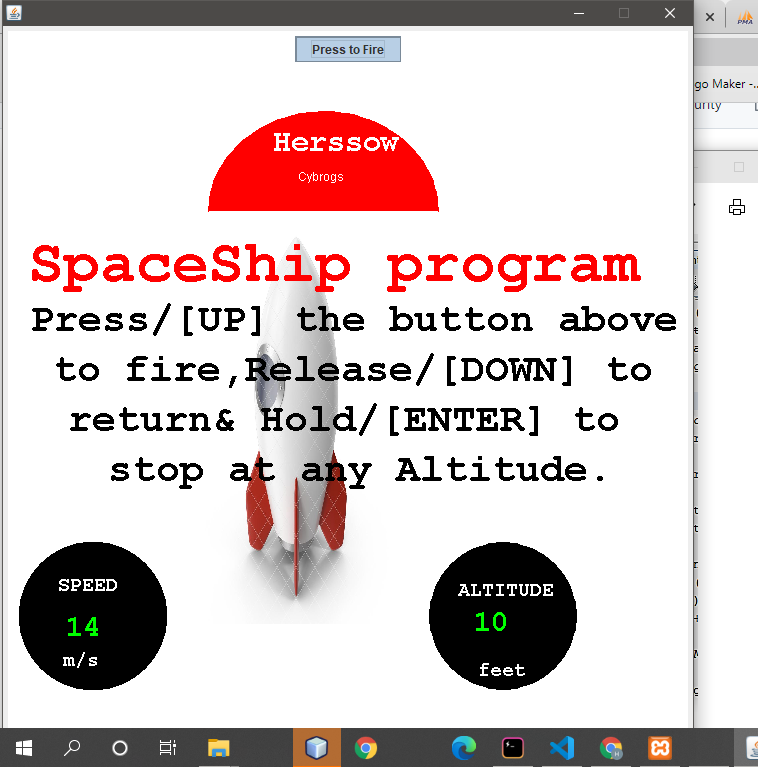 Press to Fire
PMA
go Maker -..
urity
Herssow
Cybrogs
SpaceShip program
Press/[UP] the button above
to fire,Release/[DOWN] to
return& Hold/[ENTER] to
stop at any Altitude.
SPEED
14
m/s
ALTITUDE
10
feet